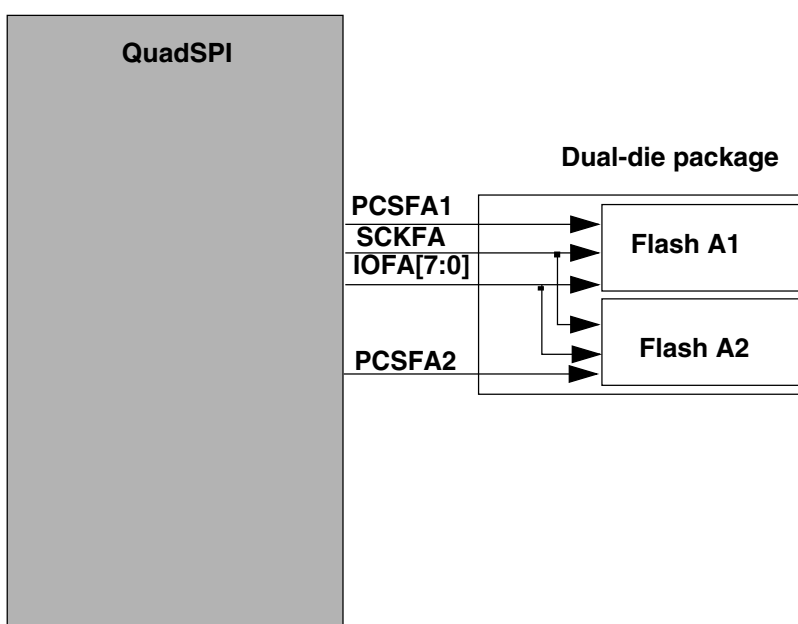 QuadSPI
Dual-die package
PCSFA1
SCKFA
IOFA[7:0]
PCSFA2
Flash A1
Flash A2